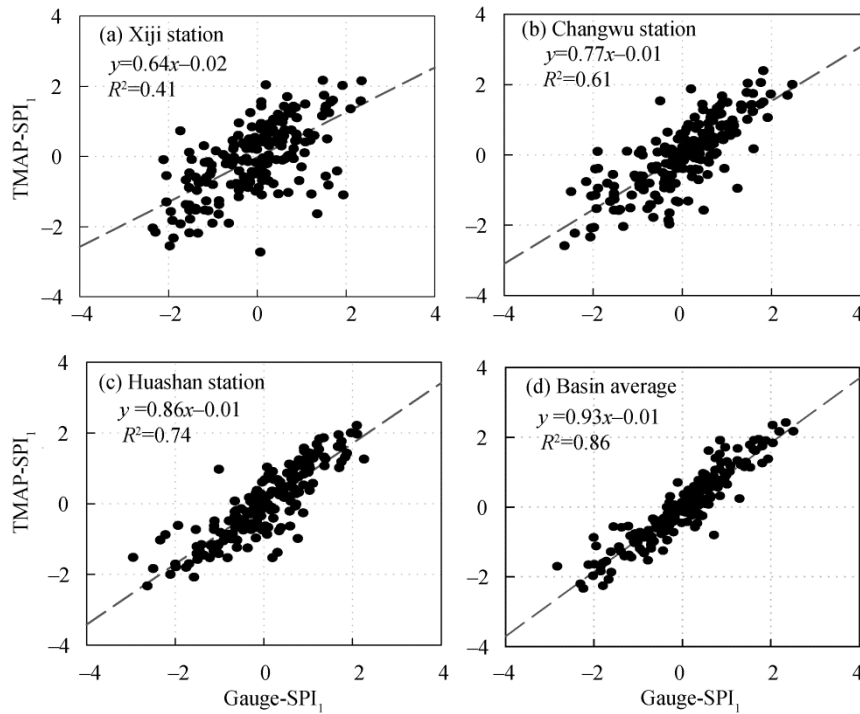 (a) Xiji station
y=0.64x–0.02
R²=0.41
TMAP-SPI₁
4
2
0
–2
–4
–4
–2
0
2
4
(b) Changwu station
y=0.77x–0.01
R²=0.61
4
2
0
–2
–4
–4
–2
0
2
4
(c) Huashan station
y =0.86x–0.01
R²=0.74
TMAP-SPI₁
4
2
0
–2
–4
–4
–2
0
2
4
Gauge-SPI₁
(d) Basin average
y =0.93x–0.01
R²=0.86
4
2
0
–2
–4
–4
–2
0
2
4
Gauge-SPI₁